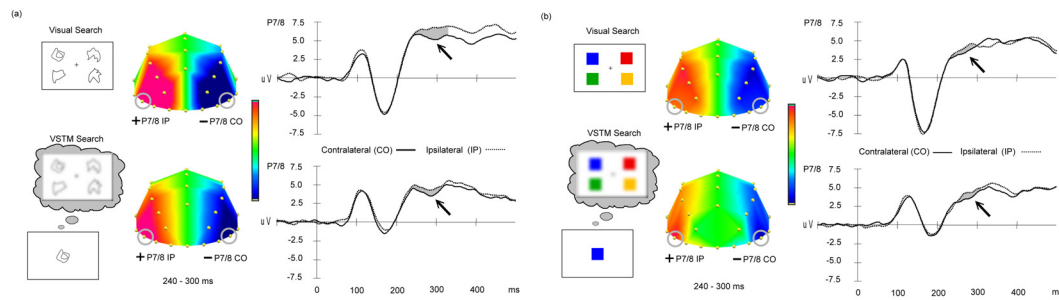 (a)
Visual Search
P7/8
7.5
5.0
2.5
uV
-2.5
-5.0
-7.5
+ P7/8 IP
– P7/8 CO
VSTM Search
Contralateral (CO)
Ipsilateral (IP)
P7/8
7.5
5.0
2.5
uV
-2.5
-5.0
-7.5
+ P7/8 IP
– P7/8 CO
240 - 300 ms
0 100 200 300 400 ms
(b)
Visual Search
P7/8
7.5
5.0
2.5
uV
-2.5
-5.0
-7.5
+ P7/8 IP
– P7/8 CO
VSTM Search
Contralateral (CO)
Ipsilateral (IP)
P7/8
7.5
5.0
2.5
uV
-2.5
-5.0
-7.5
+ P7/8 IP
– P7/8 CO
240 - 300 ms
0 100 200 300 400 ms